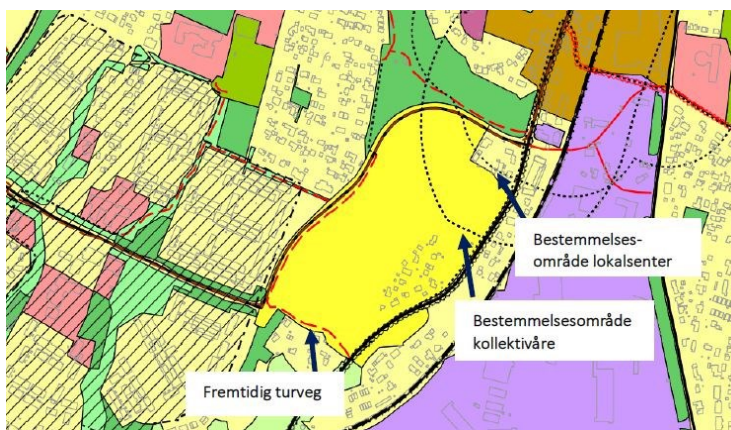 Bestemmelses-
område lokalsenter
Bestemmelsesområde
kollektivåre
Fremtidig turveg